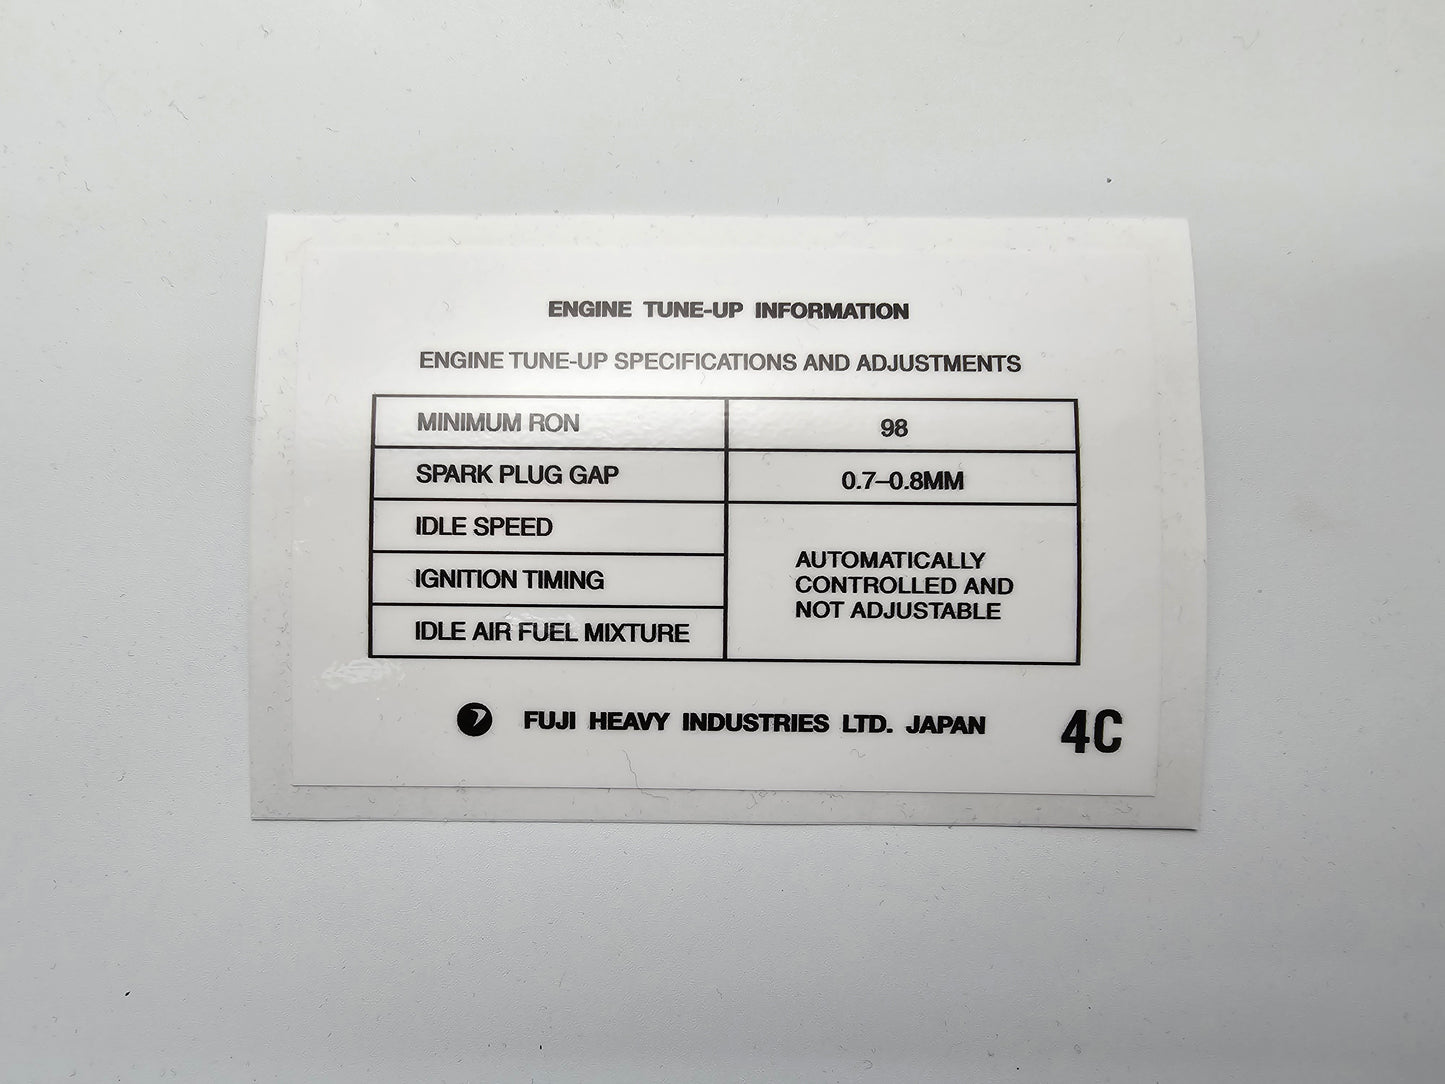 ENGINE TUNE-UP INFORMATION
ENGINE TUNE-UP SPECIFICATIONS AND ADJUSTMENTS
MINIMUM RON 98
SPARK PLUG GAP 0.7–0.8MM
IDLE SPEED
IGNITION TIMING
IDLE AIR FUEL MIXTURE
AUTOMATICALLY
CONTROLLED AND
NOT ADJUSTABLE
FUJI HEAVY INDUSTRIES LTD. JAPAN 4C